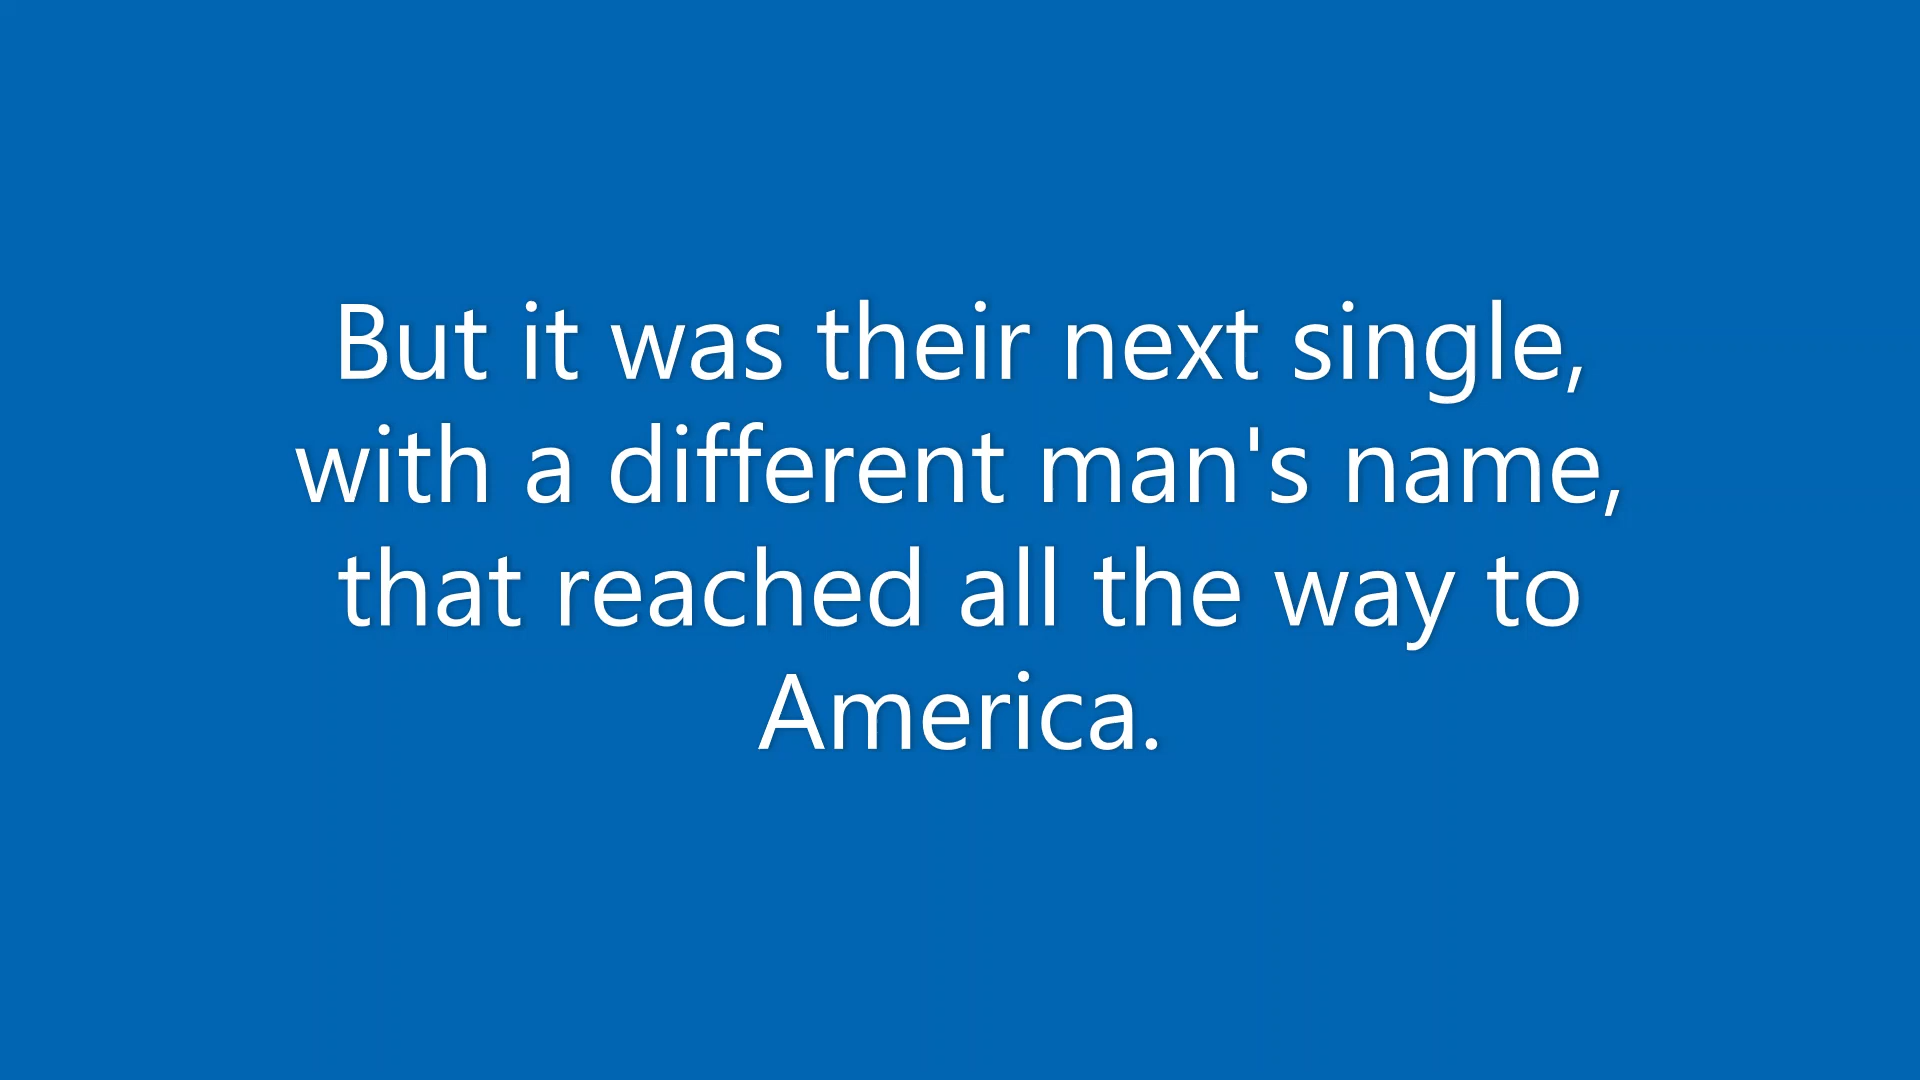 But it was their next single,
with a different man's name,
that reached all the way to
America.